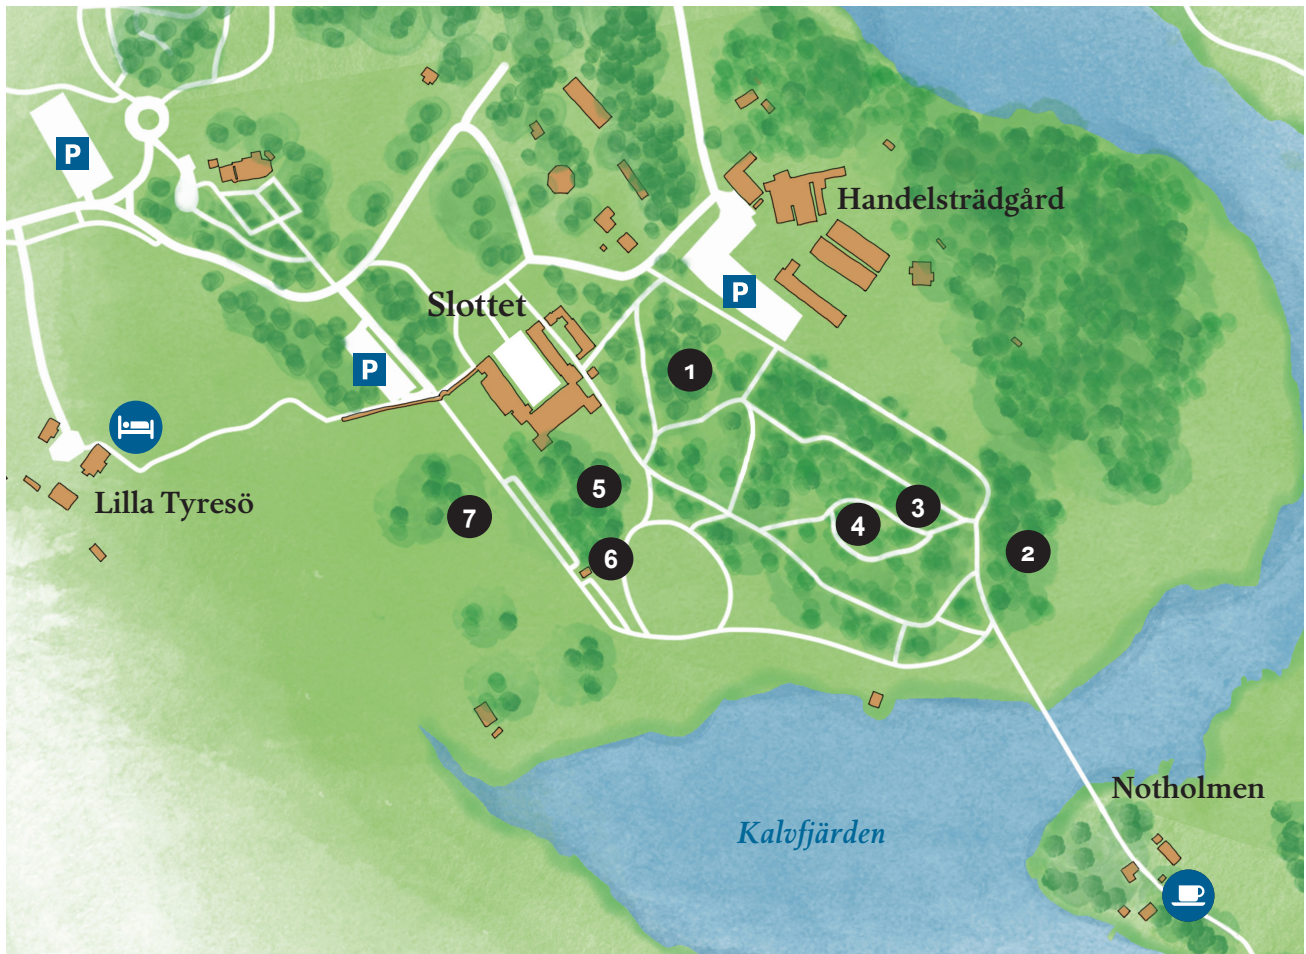 P
Handelsträdgård
P
Slottet
P
1
Lilla Tyresö
5
7
3
4
2
6
Notholmen
Kalvfjärden